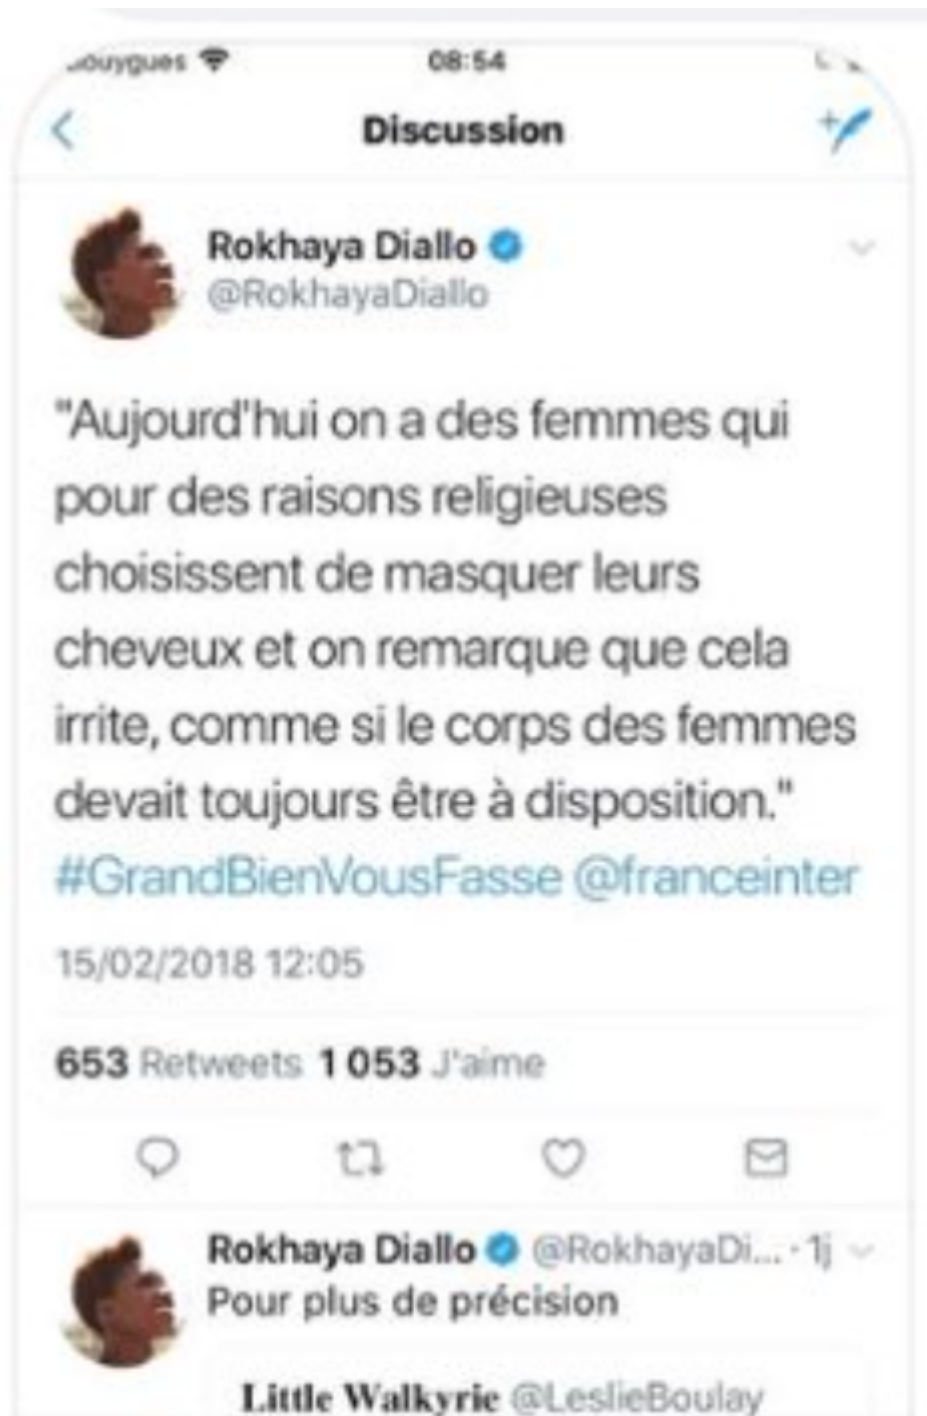 Bouygues 08:54
Discussion
Rokhaya Diallo
@RokhayaDiallo
"Aujourd'hui on a des femmes qui
pour des raisons religieuses
choisissent de masquer leurs
cheveux et on remarque que cela
irrite, comme si le corps des femmes
devait toujours être à disposition."
#GrandBienVousFasse @franceinter
15/02/2018 12:05
653 Retweets 1 053 J'aime
Rokhaya Diallo @RokhayaDi... · 1j
Pour plus de précision
Little Walkyrie @LeslieBoulay